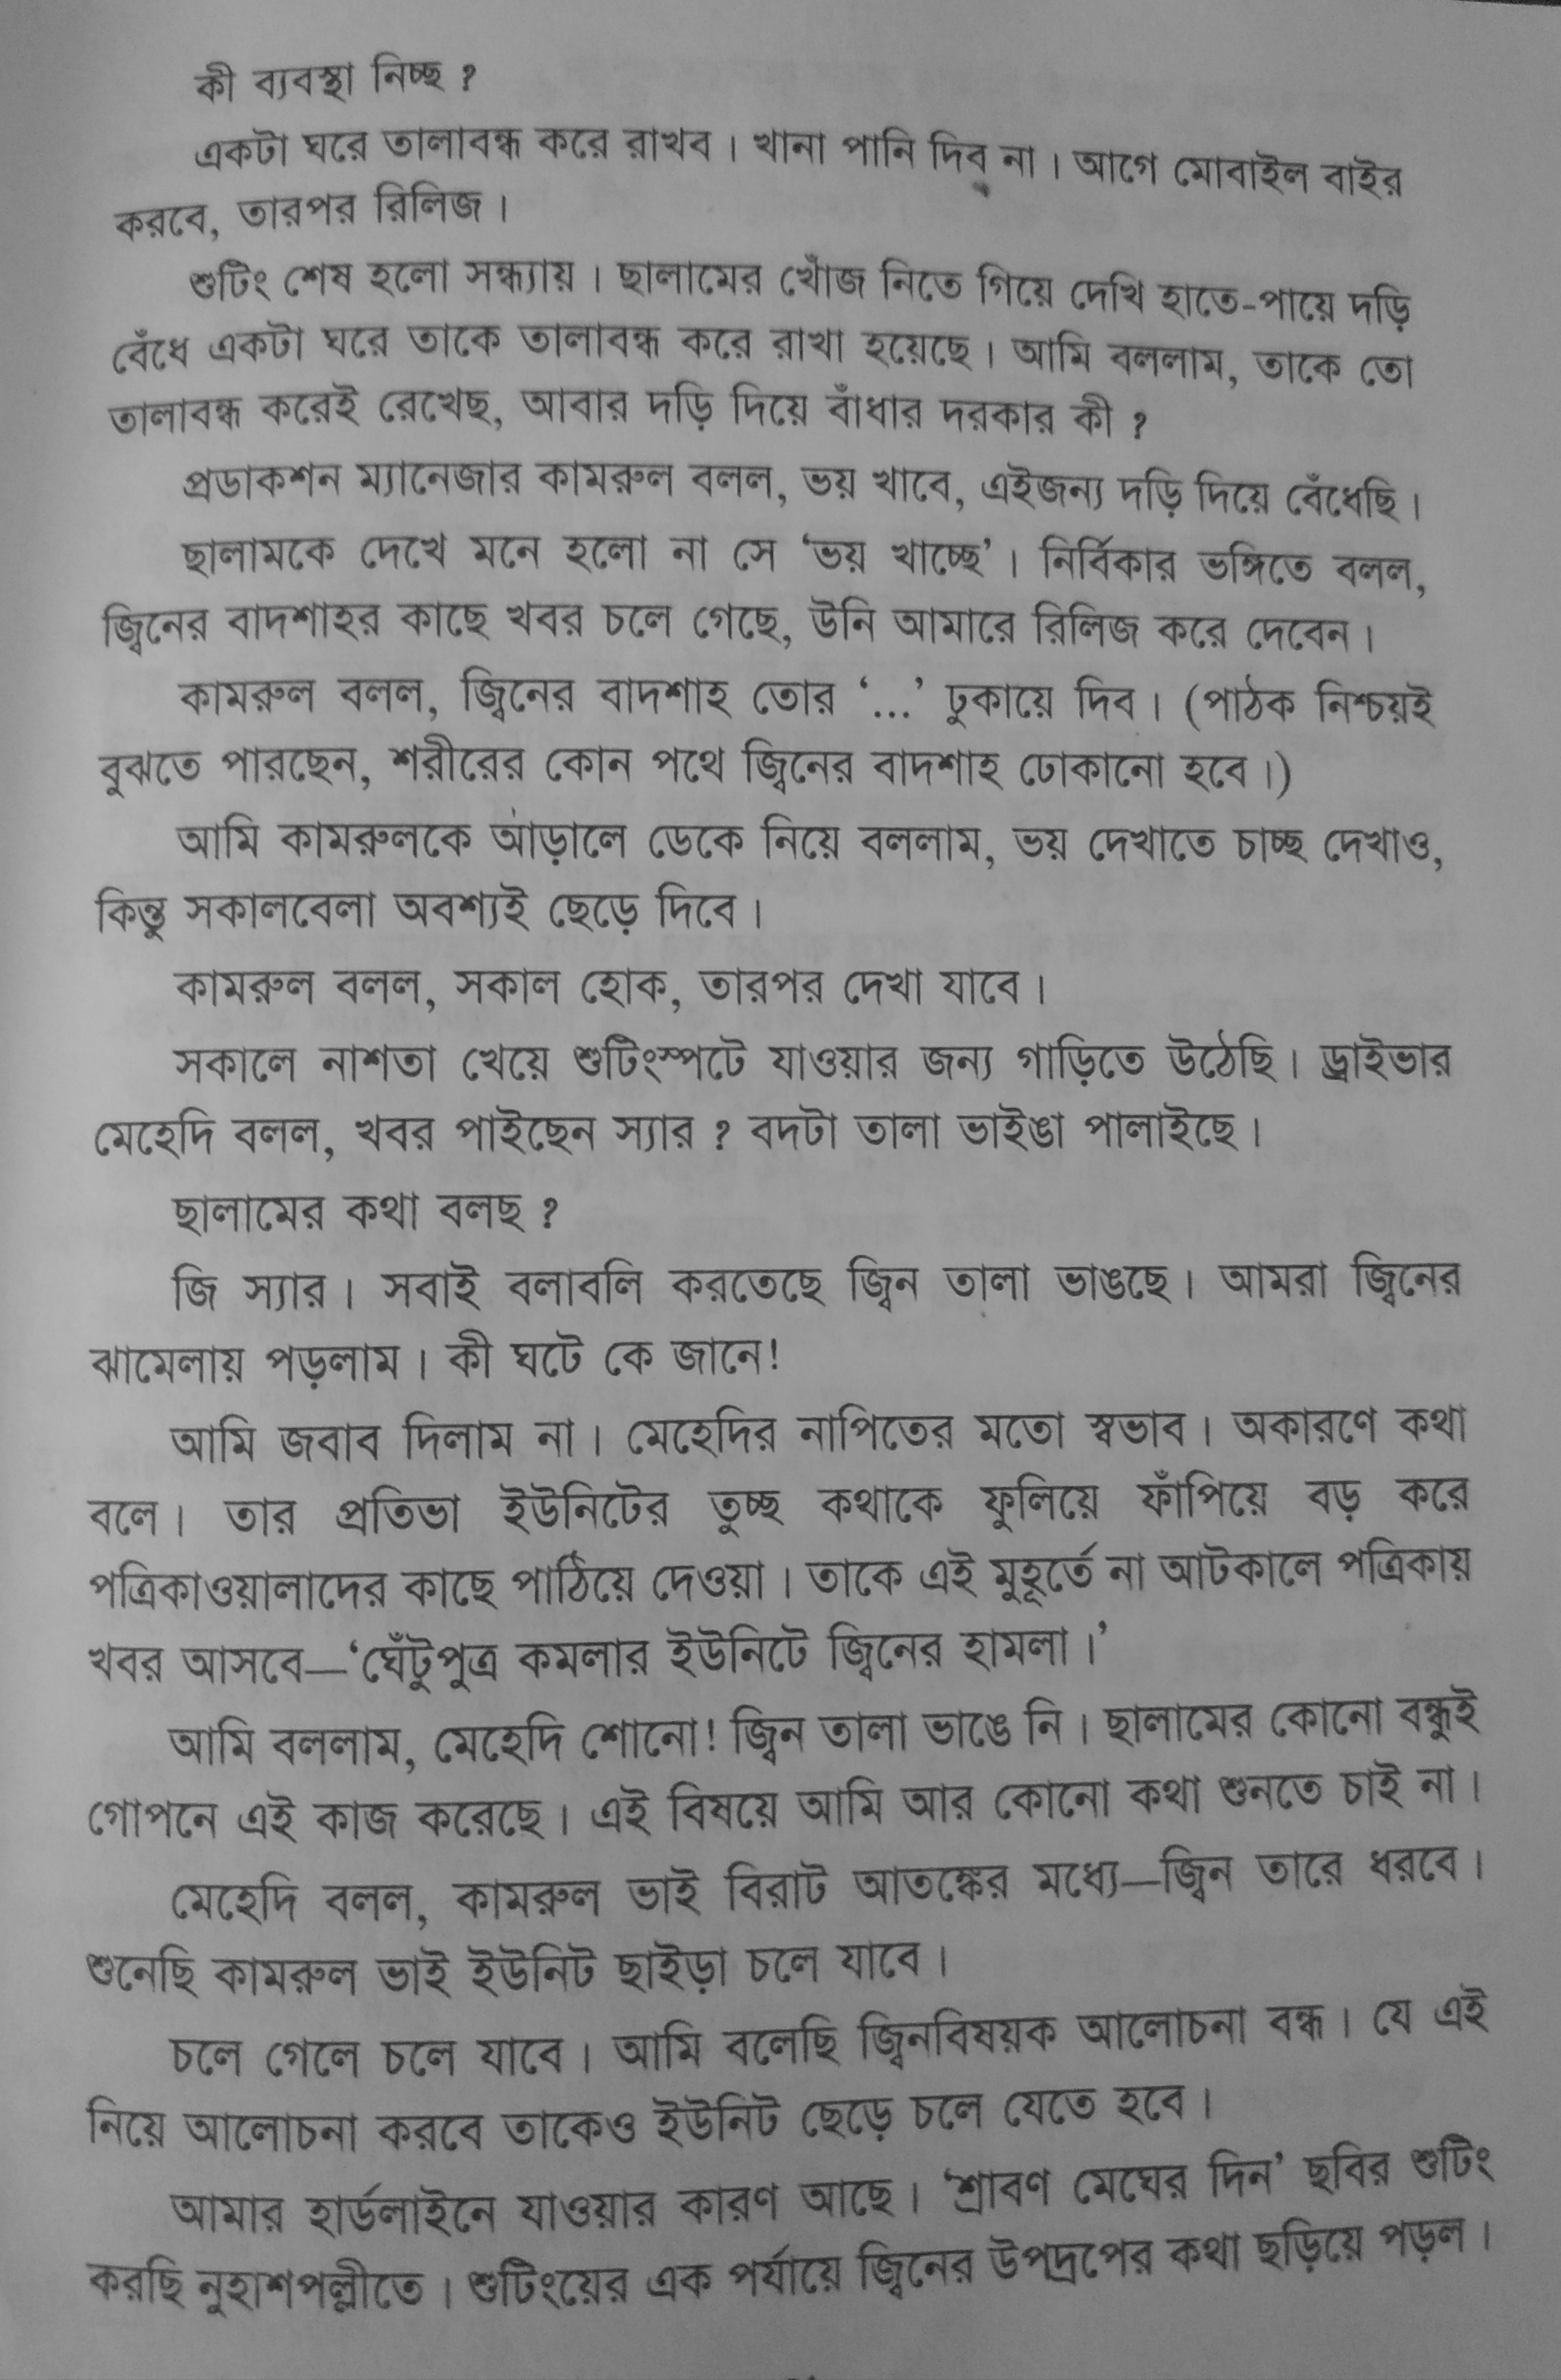 কী ব্যবস্থা নিচ্ছ ?
একটা ঘরে তালাবন্ধ করে রাখব । খানা পানি দিব না । আগে মোবাইল বাইর
করবে, তারপর রিলিজ ।
শুটিং শেষ হলো সন্ধ্যায় । ছালামের খোঁজ নিতে গিয়ে দেখি হাতে-পায়ে দড়ি
বেঁধে একটা ঘরে তাকে তালাবন্ধ করে রাখা হয়েছে । আমি বললাম, তাকে তো
তালাবন্ধ করেই রেখেছ, আবার দড়ি দিয়ে বাঁধার দরকার কী ?
প্রডাকশন ম্যানেজার কামরুল বলল, ভয় খাবে, এইজন্য দড়ি দিয়ে বেঁধেছি ।
ছালামকে দেখে মনে হলো না সে ‘ভয় খাচ্ছে’ । নির্বিকার ভঙ্গিতে বলল,
জ্বিনের বাদশাহর কাছে খবর চলে গেছে, উনি আমারে রিলিজ করে দেবেন ।
কামরুল বলল, জ্বিনের বাদশাহ তোর ‘...’ ঢুকায়ে দিব । (পাঠক নিশ্চয়ই
বুঝতে পারছেন, শরীরের কোন পথে জ্বিনের বাদশাহ ঢোকানো হবে ।)
আমি কামরুলকে আড়ালে ডেকে নিয়ে বললাম, ভয় দেখাতে চাচ্ছ দেখাও,
কিন্তু সকালবেলা অবশ্যই ছেড়ে দিবে ।
কামরুল বলল, সকাল হোক, তারপর দেখা যাবে ।
সকালে নাশতা খেয়ে শুটিংস্পটে যাওয়ার জন্য গাড়িতে উঠেছি । ড্রাইভার
মেহেদি বলল, খবর পাইছেন স্যার ? বদটা তালা ভাইঙা পালাইছে ।
ছালামের কথা বলছ ?
জি স্যার । সবাই বলাবলি করতেছে জ্বিন তালা ভাঙছে । আমরা জ্বিনের
ঝামেলায় পড়লাম । কী ঘটে কে জানে!
আমি জবাব দিলাম না । মেহেদির নাপিতের মতো স্বভাব । অকারণে কথা
বলে । তার প্রতিভা ইউনিটের তুচ্ছ কথাকে ফুলিয়ে ফাঁপিয়ে বড় করে
পত্রিকাওয়ালাদের কাছে পাঠিয়ে দেওয়া । তাকে এই মুহূর্তে না আটকালে পত্রিকায়
খবর আসবে—‘ঘেঁটুপুত্র কমলার ইউনিটে জ্বিনের হামলা ।’
আমি বললাম, মেহেদি শোনো! জ্বিন তালা ভাঙে নি । ছালামের কোনো বন্ধুই
গোপনে এই কাজ করেছে । এই বিষয়ে আমি আর কোনো কথা শুনতে চাই না ।
মেহেদি বলল, কামরুল ভাই বিরাট আতঙ্কের মধ্যে—জ্বিন তারে ধরবে ।
শুনেছি কামরুল ভাই ইউনিট ছাইড়া চলে যাবে ।
চলে গেলে চলে যাবে । আমি বলেছি জ্বিনবিষয়ক আলোচনা বন্ধ । যে এই
নিয়ে আলোচনা করবে তাকেও ইউনিট ছেড়ে চলে যেতে হবে ।
আমার হার্ডলাইনে যাওয়ার কারণ আছে । ‘শ্রাবণ মেঘের দিন’ ছবির শুটিং
করছি নুহাশপল্লীতে । শুটিংয়ের এক পর্যায়ে জ্বিনের উপদ্রপের কথা ছড়িয়ে পড়ল ।